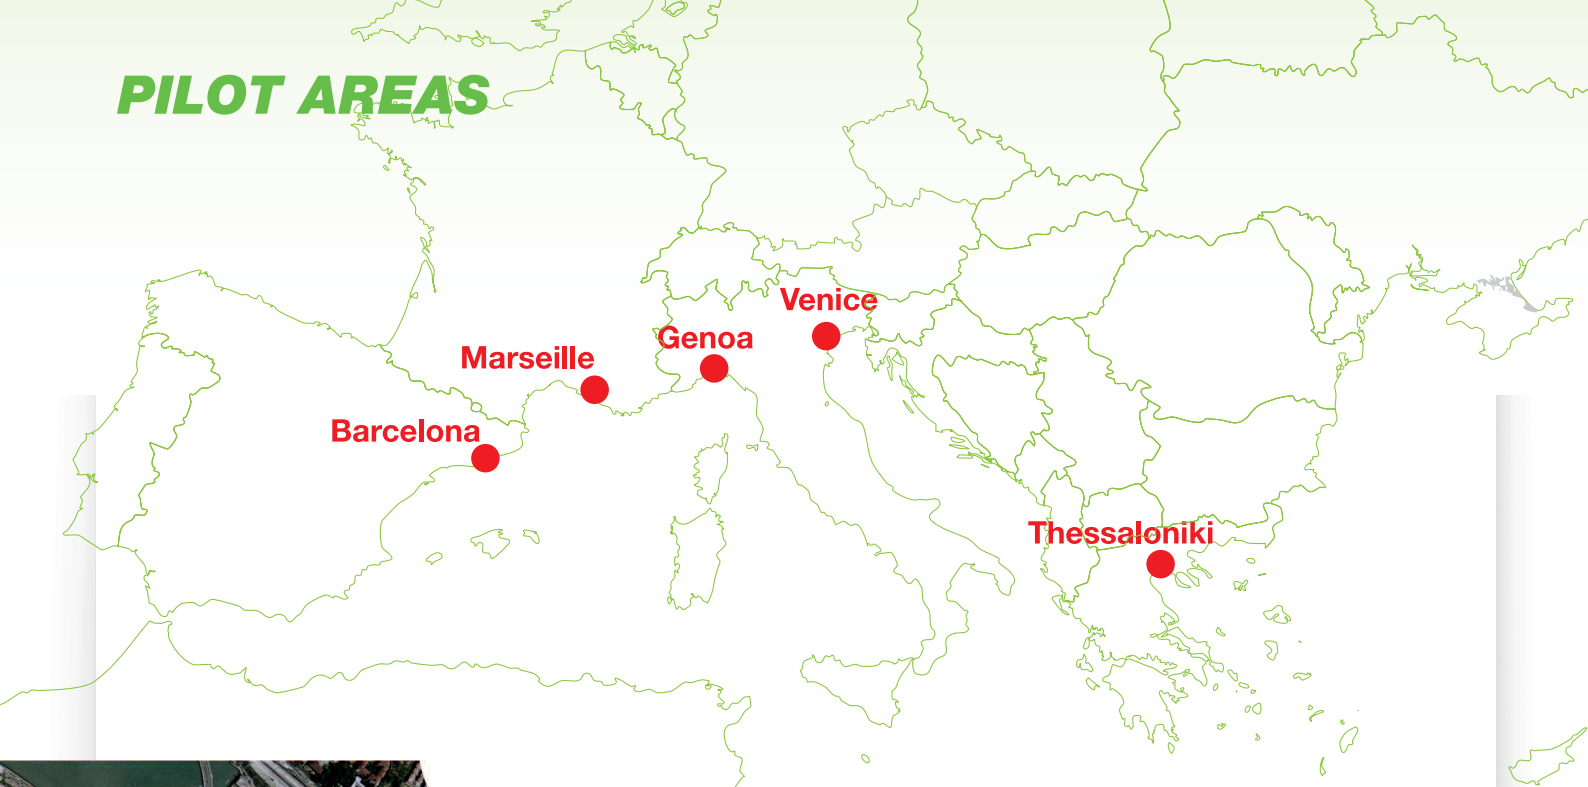 PILOT AREAS
Venice
Genoa
Marseille
Barcelona
Thessaloniki